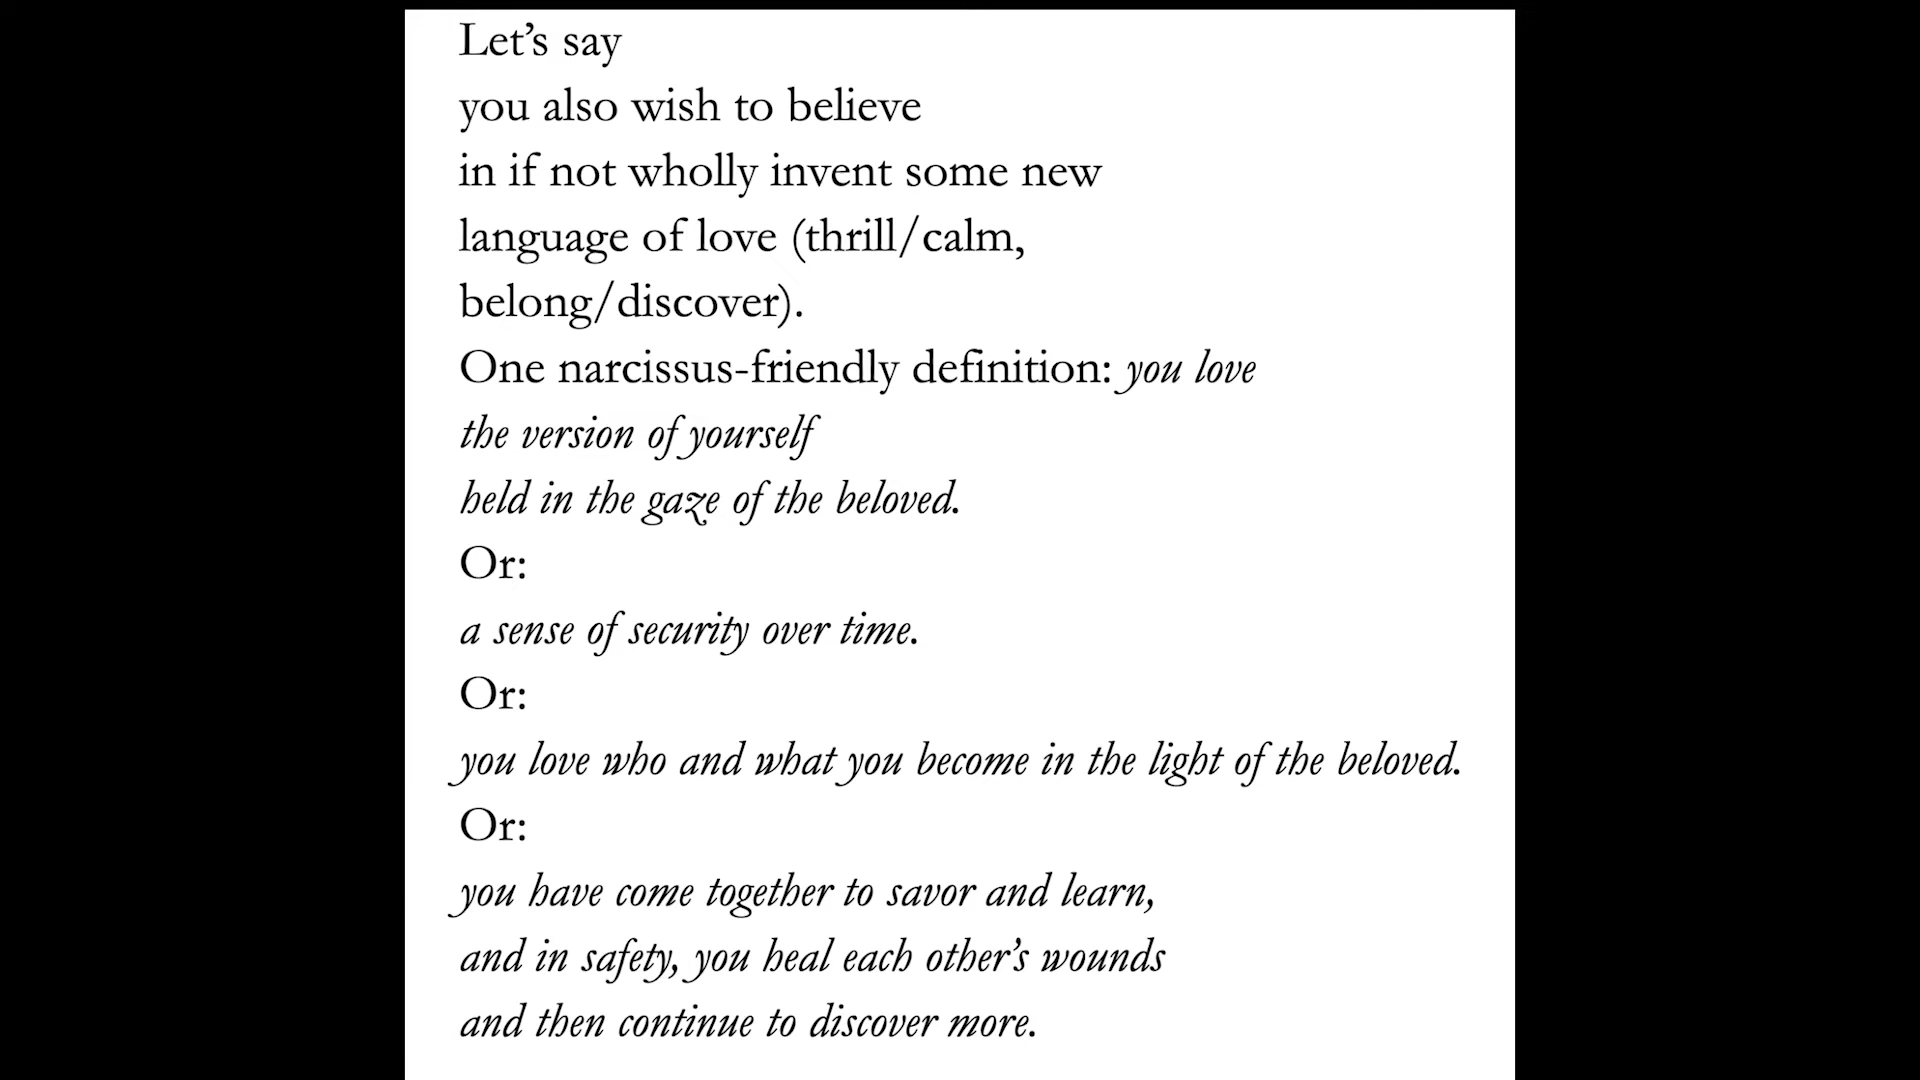 Let’s say
you also wish to believe
in if not wholly invent some new
language of love (thrill/calm,
belong/discover).
One narcissus-friendly definition: you love
the version of yourself
held in the gaze of the beloved.
Or:
a sense of security over time.
Or:
you love who and what you become in the light of the beloved.
Or:
you have come together to savor and learn,
and in safety, you heal each other’s wounds
and then continue to discover more.